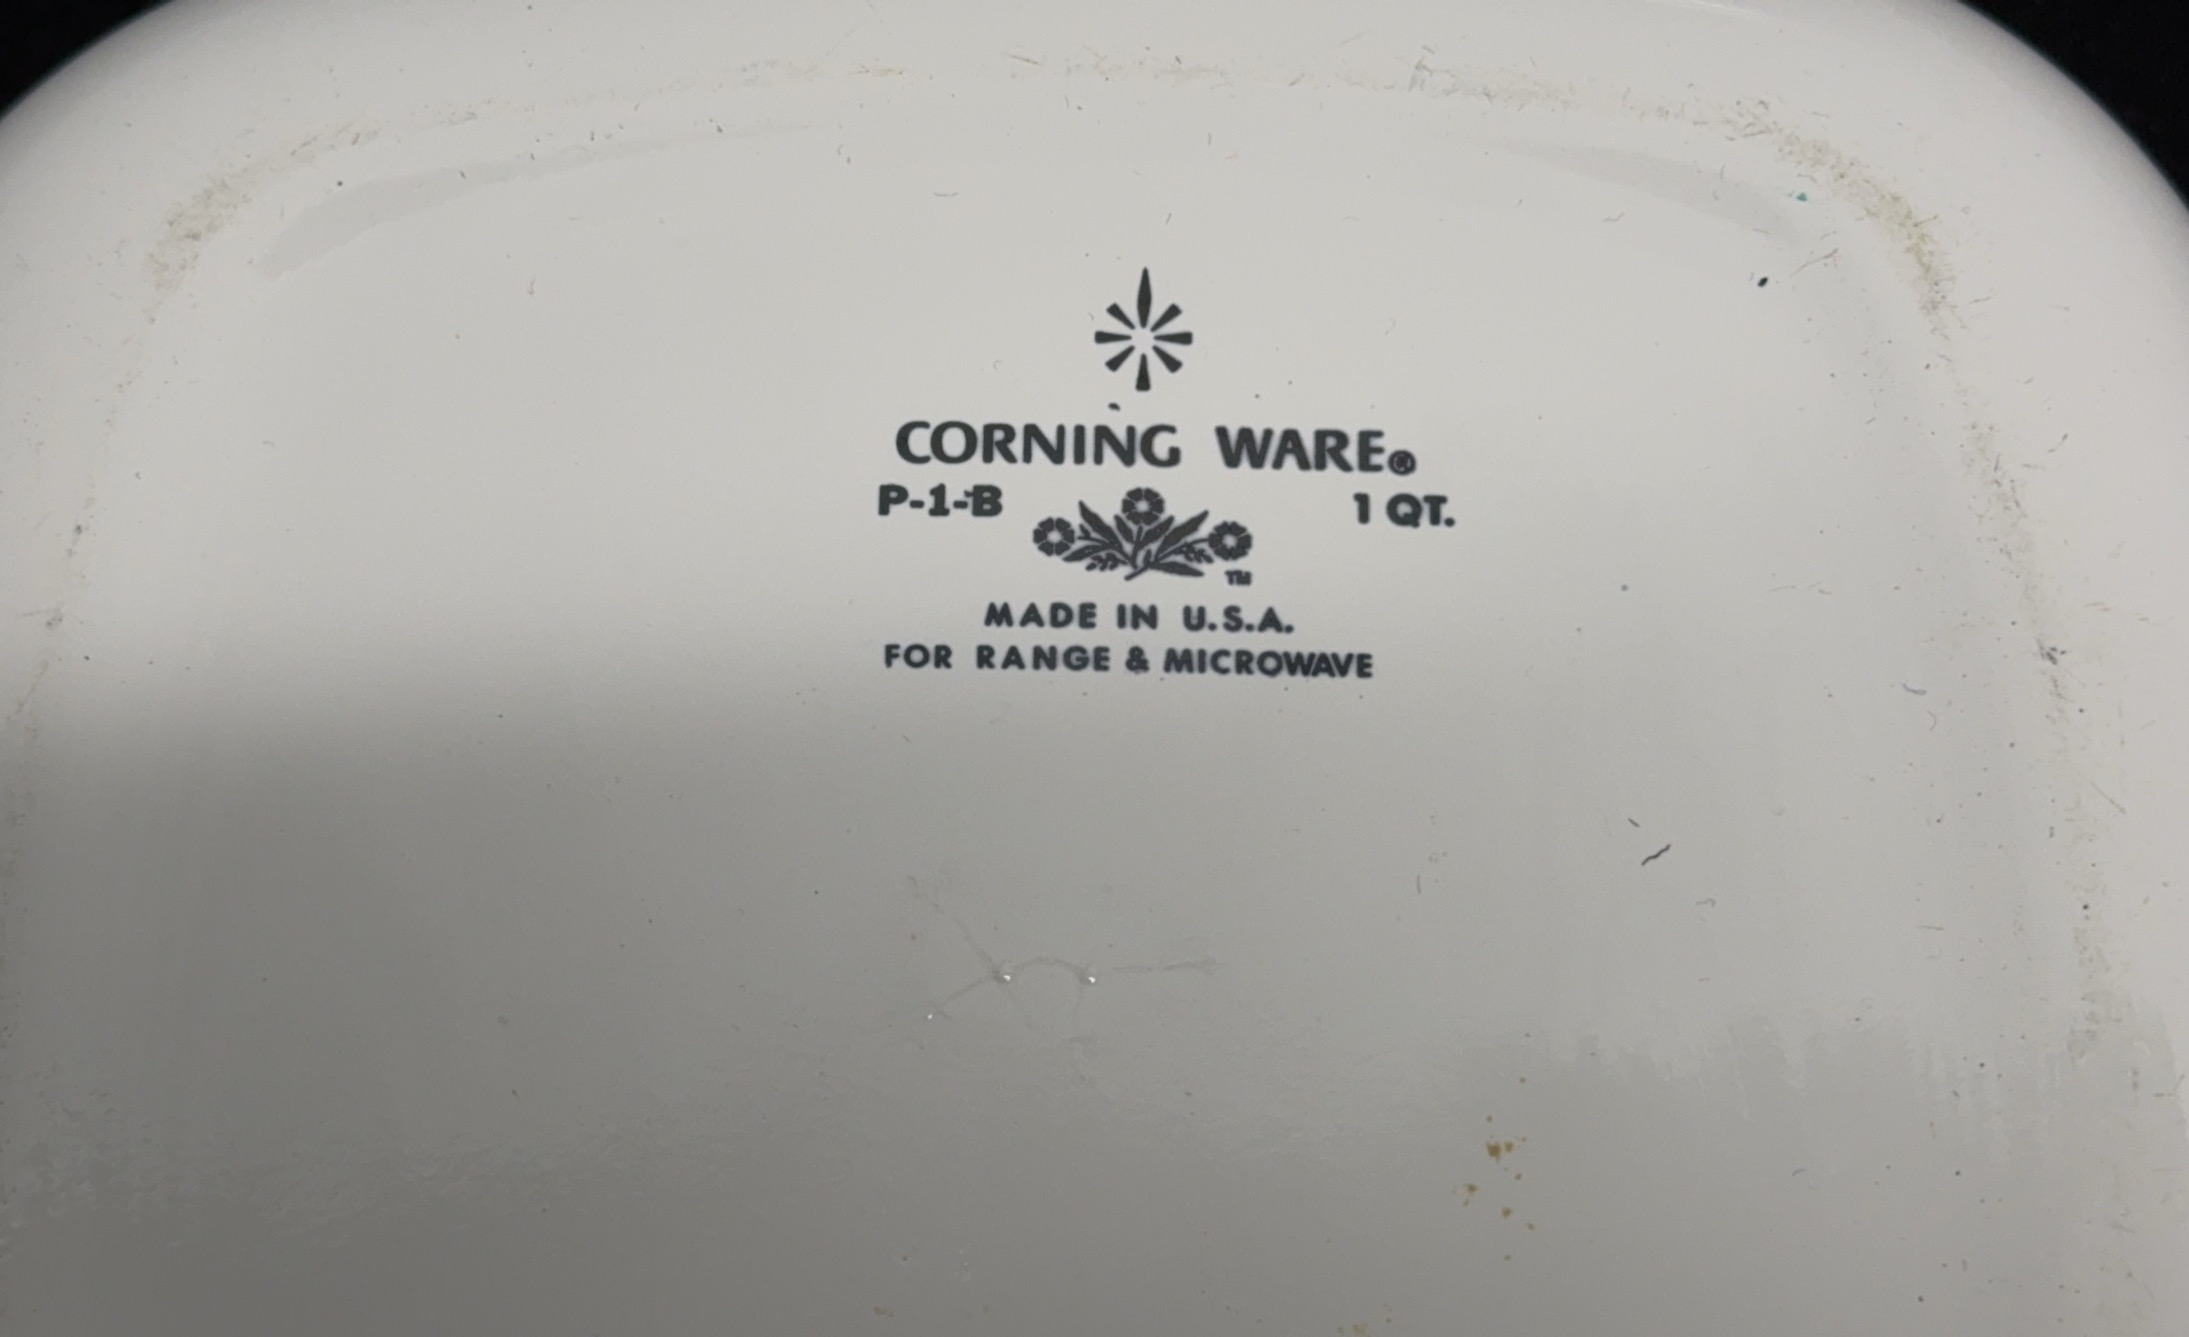 CORNING WARE®
P-1-B 1 QT.
TM
MADE IN U.S.A.
FOR RANGE & MICROWAVE